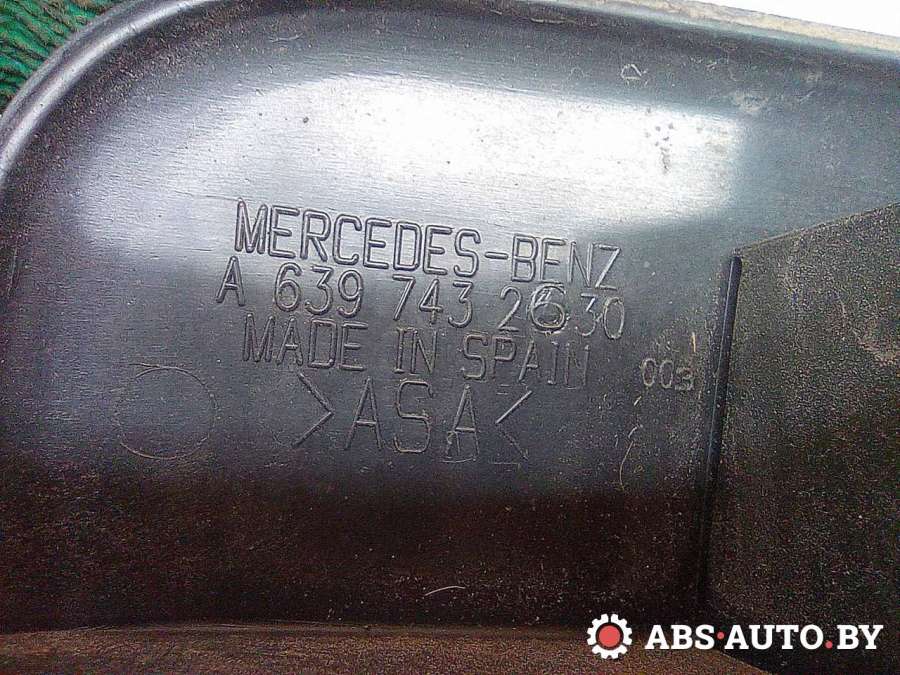 MERCEDES-BENZ
A 639 743 2630
MADE IN SPAIN
003
>ASA<
ABS·AUTO.BY